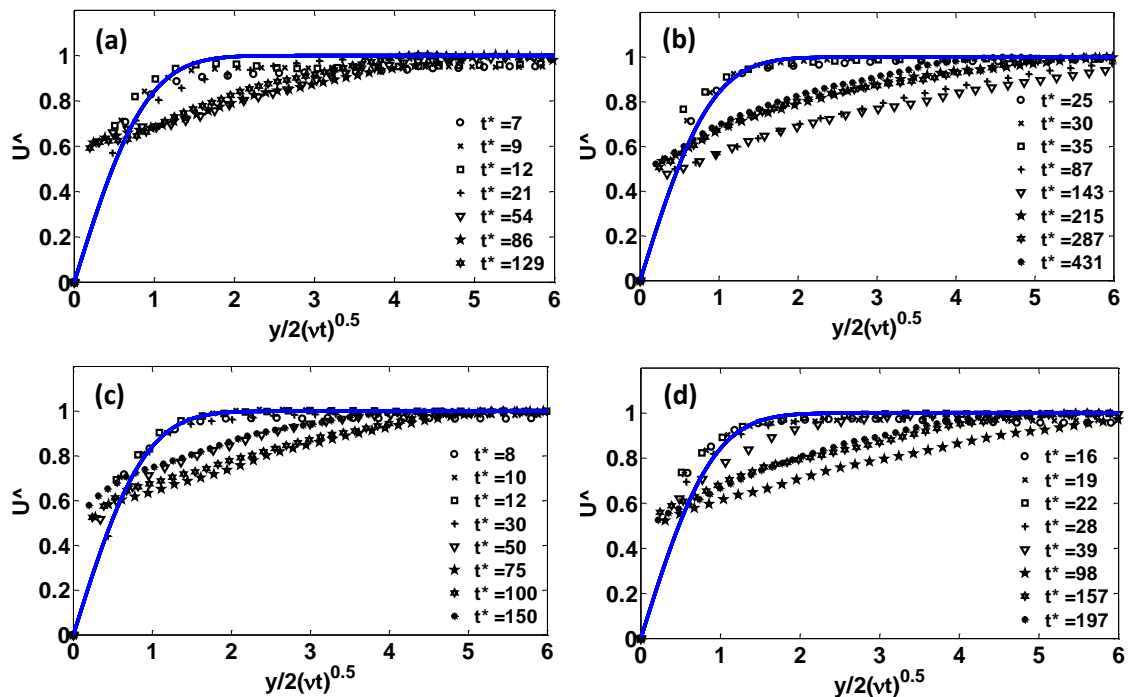 (a)
U^
1
0.8
0.6
0.4
0.2
0
0 1 2 3 4 5 6
y/2(νt)^0.5
t* =7
t* =9
t* =12
t* =21
t* =54
t* =86
t* =129
(b)
U^
1
0.8
0.6
0.4
0.2
0
0 1 2 3 4 5 6
y/2(νt)^0.5
t* =25
t* =30
t* =35
t* =87
t* =143
t* =215
t* =287
t* =431
(c)
U^
1
0.8
0.6
0.4
0.2
0
0 1 2 3 4 5 6
y/2(νt)^0.5
t* =8
t* =10
t* =12
t* =30
t* =50
t* =75
t* =100
t* =150
(d)
U^
1
0.8
0.6
0.4
0.2
0
0 1 2 3 4 5 6
y/2(νt)^0.5
t* =16
t* =19
t* =22
t* =28
t* =39
t* =98
t* =157
t* =197